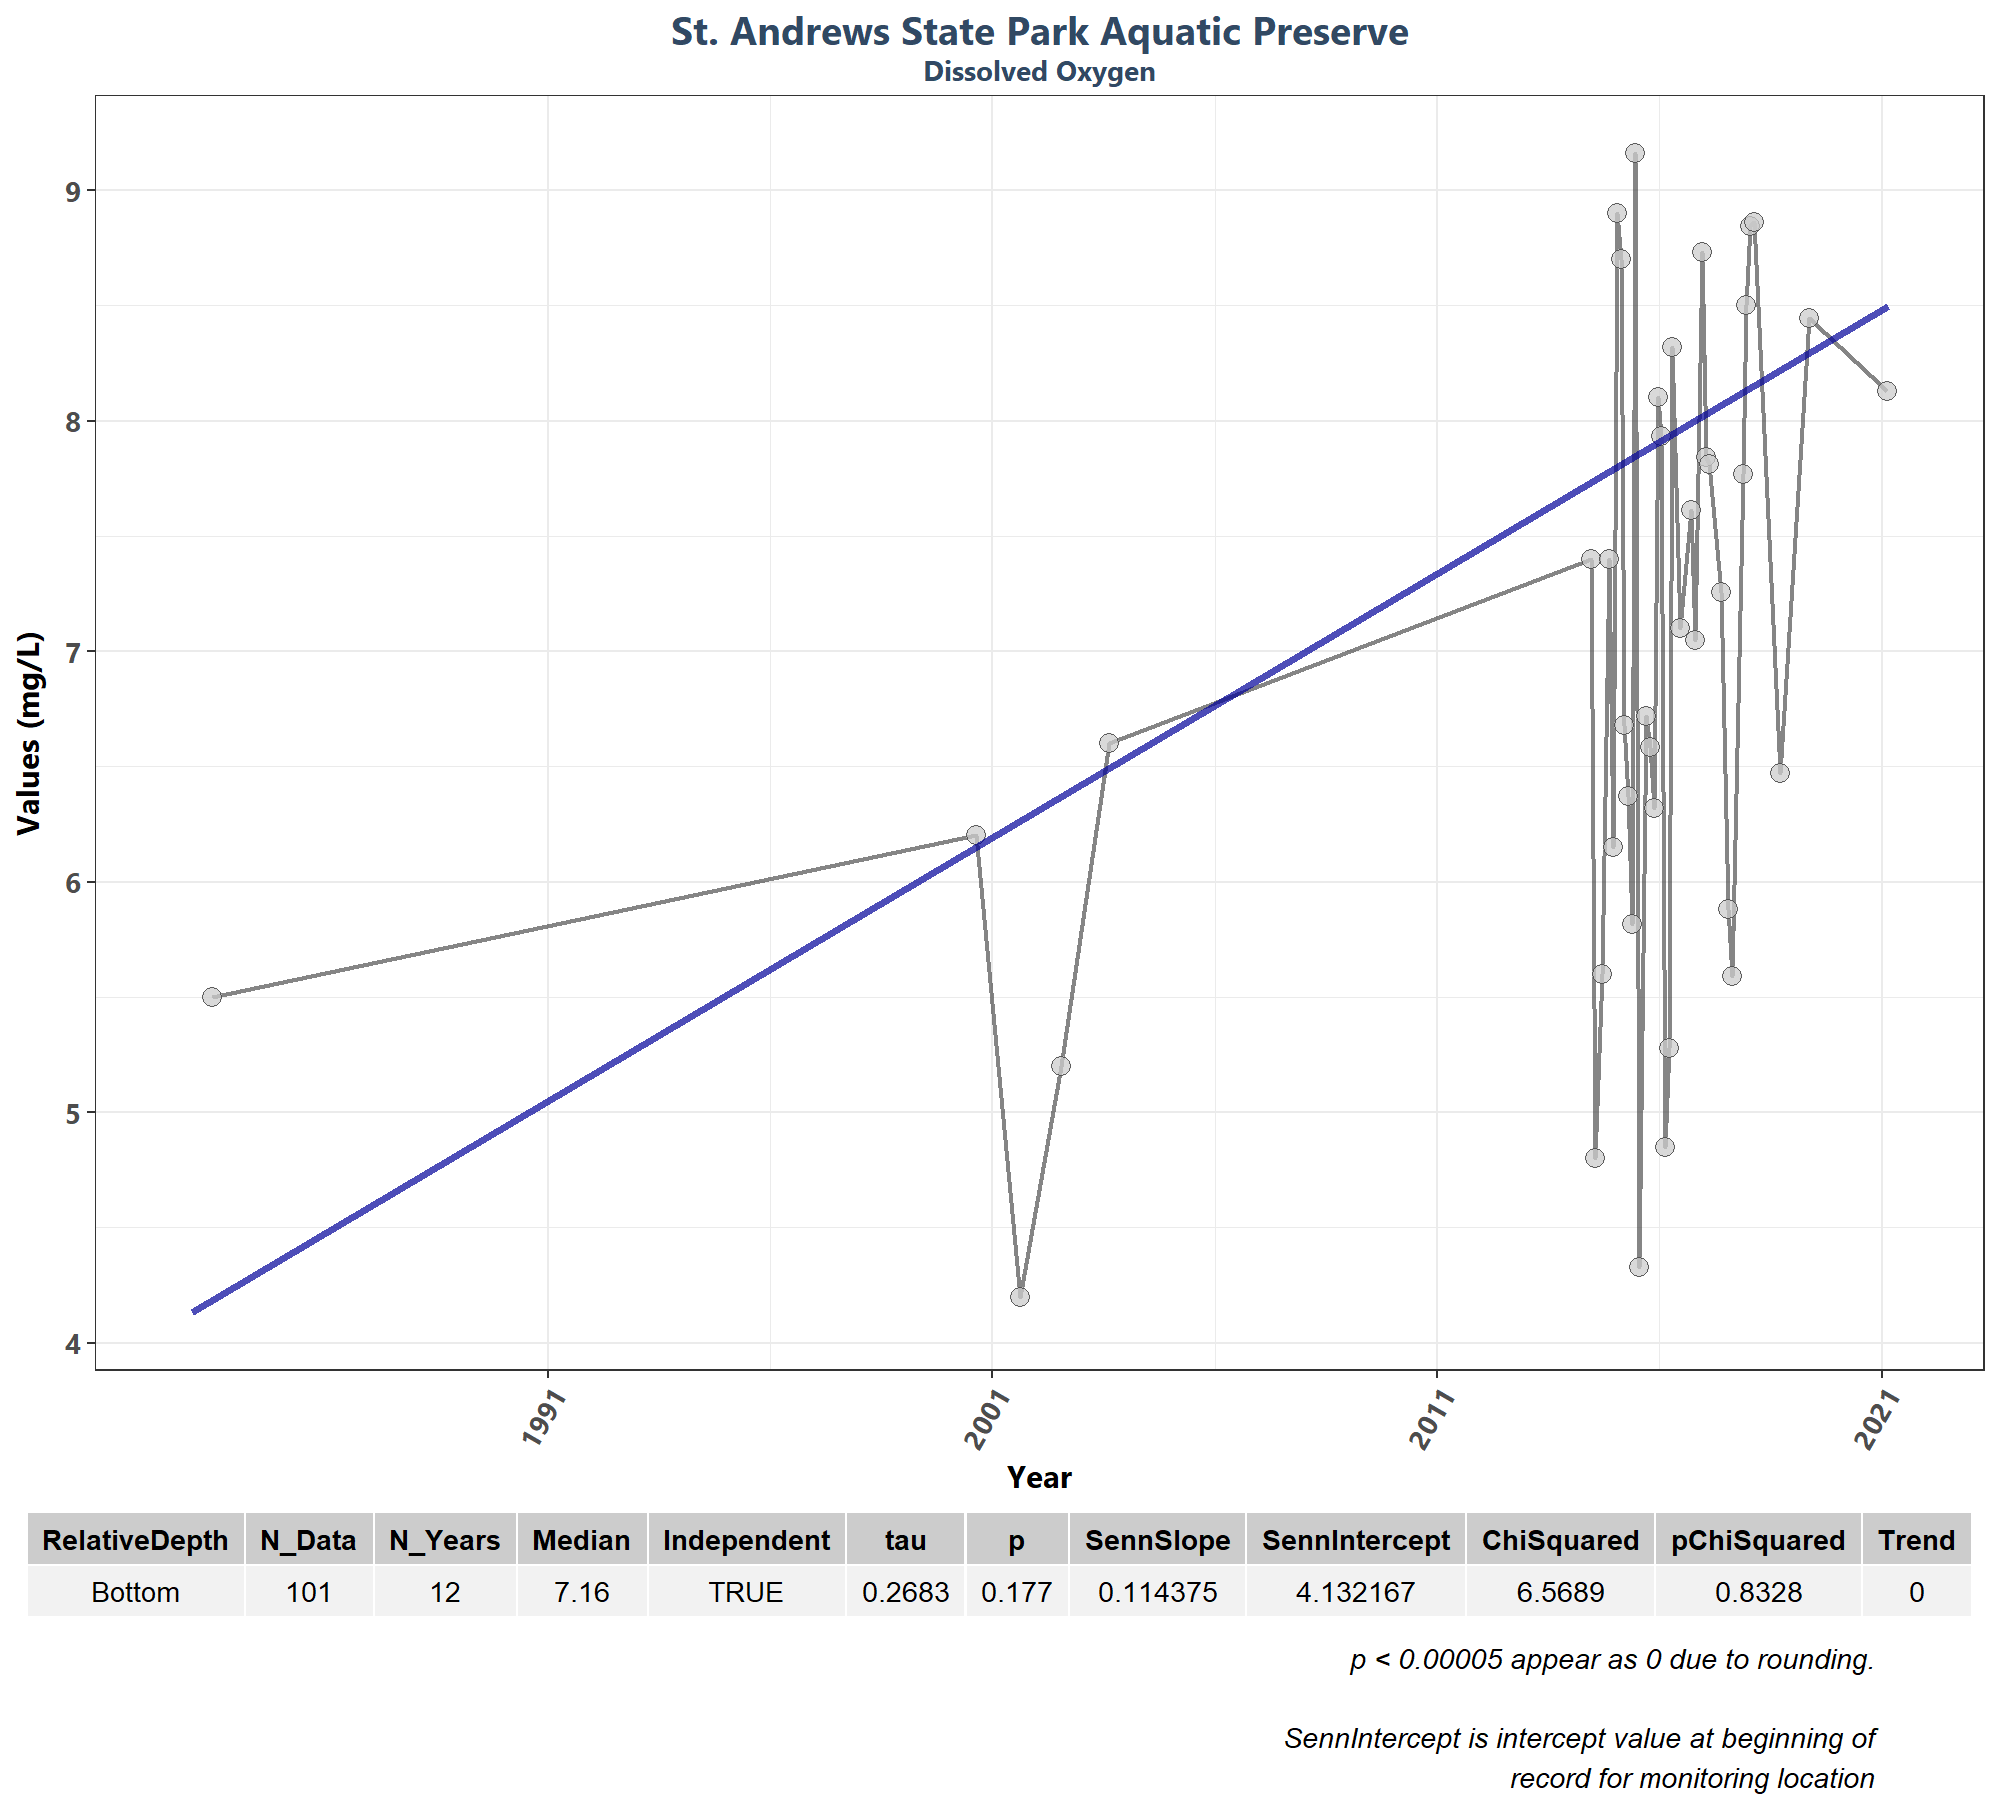 St. Andrews State Park Aquatic Preserve
Dissolved Oxygen
Values (mg/L)
9
8
7
6
5
4
1991
2001
2011
2021
Year
RelativeDepth N_Data N_Years Median Independent tau p SennSlope SennIntercept ChiSquared pChiSquared Trend
Bottom 101 12 7.16 TRUE 0.2683 0.177 0.114375 4.132167 6.5689 0.8328 0
p < 0.00005 appear as 0 due to rounding.
SennIntercept is intercept value at beginning of
record for monitoring location